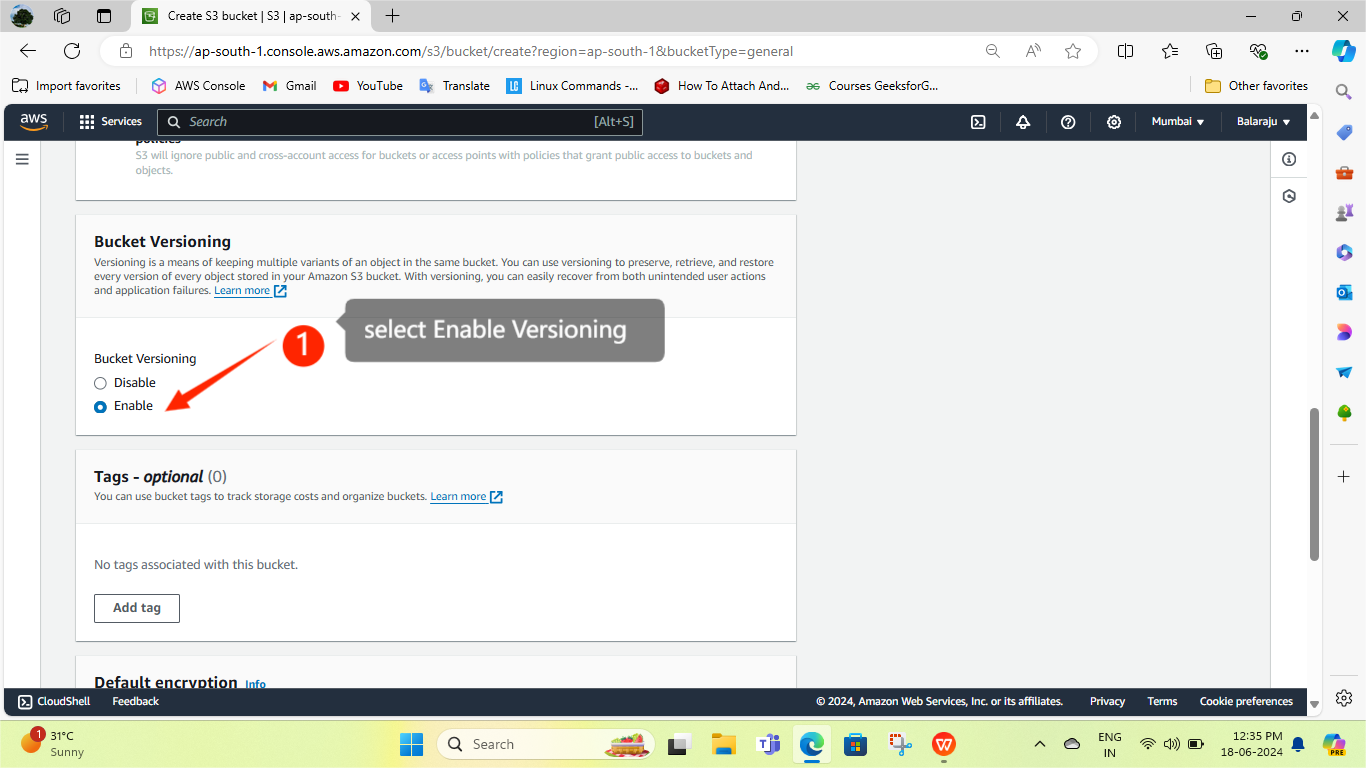 Create S3 bucket | S3 | ap-south-
https://ap-south-1.console.aws.amazon.com/s3/bucket/create?region=ap-south-1&bucketType=general
Import favorites
AWS Console
Gmail
YouTube
Translate
LC
Linux Commands -...
How To Attach And...
Courses GeeksforG...
Other favorites
aws
Services
Search
[Alt+S]
Mumbai
Balaraju
policies
S3 will ignore public and cross-account access for buckets or access points with policies that grant public access to buckets and
objects.
Bucket Versioning
Versioning is a means of keeping multiple variants of an object in the same bucket. You can use versioning to preserve, retrieve, and restore
every version of every object stored in your Amazon S3 bucket. With versioning, you can easily recover from both unintended user actions
and application failures. Learn more
1
select Enable Versioning
Bucket Versioning
Disable
Enable
Tags - optional (0)
You can use bucket tags to track storage costs and organize buckets. Learn more
No tags associated with this bucket.
Add tag
Default encryption Info
CloudShell
Feedback
© 2024, Amazon Web Services, Inc. or its affiliates.
Privacy
Terms
Cookie preferences
1
31°C
Sunny
Search
ENG
IN
12:35 PM
18-06-2024
PRE